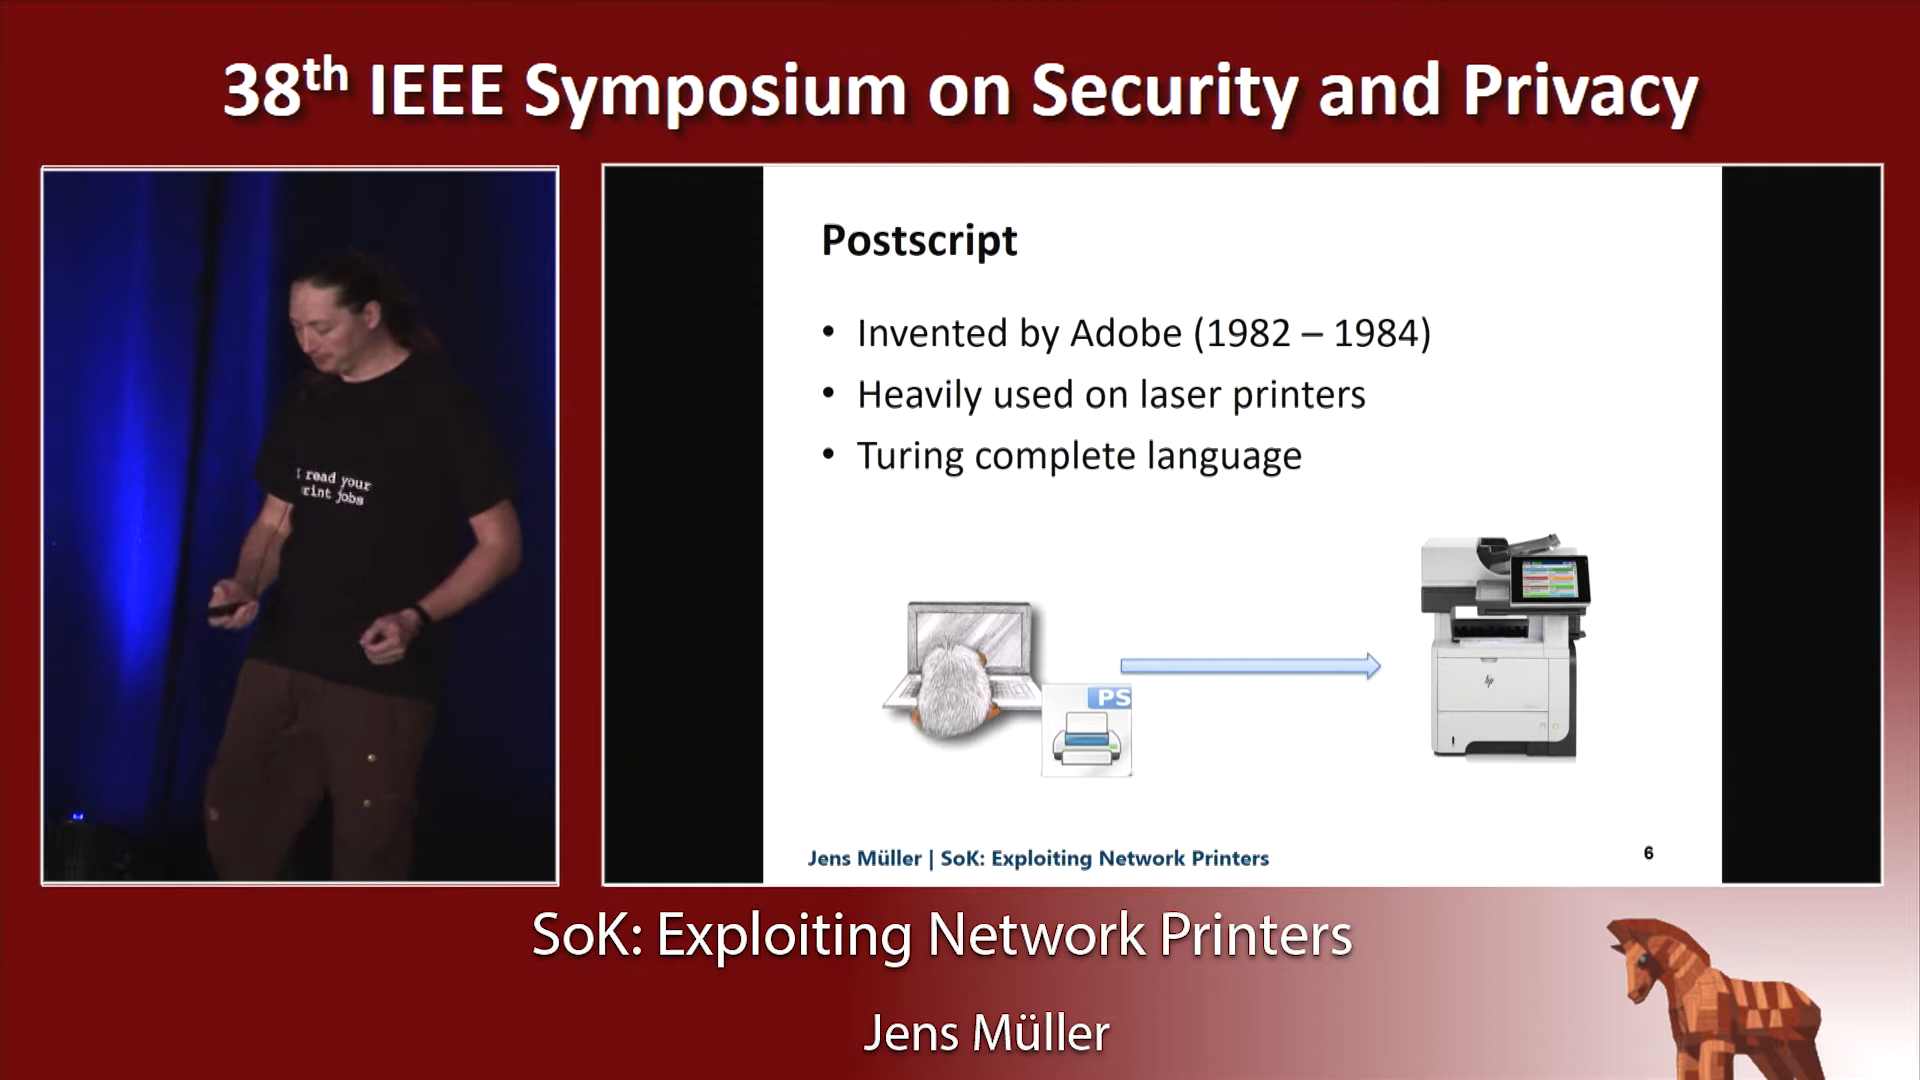 38th IEEE Symposium on Security and Privacy
I read your
rint jobs
Postscript
• Invented by Adobe (1982 – 1984)
• Heavily used on laser printers
• Turing complete language
PS
hp
Jens Müller | SoK: Exploiting Network Printers
6
SoK: Exploiting Network Printers
Jens Müller